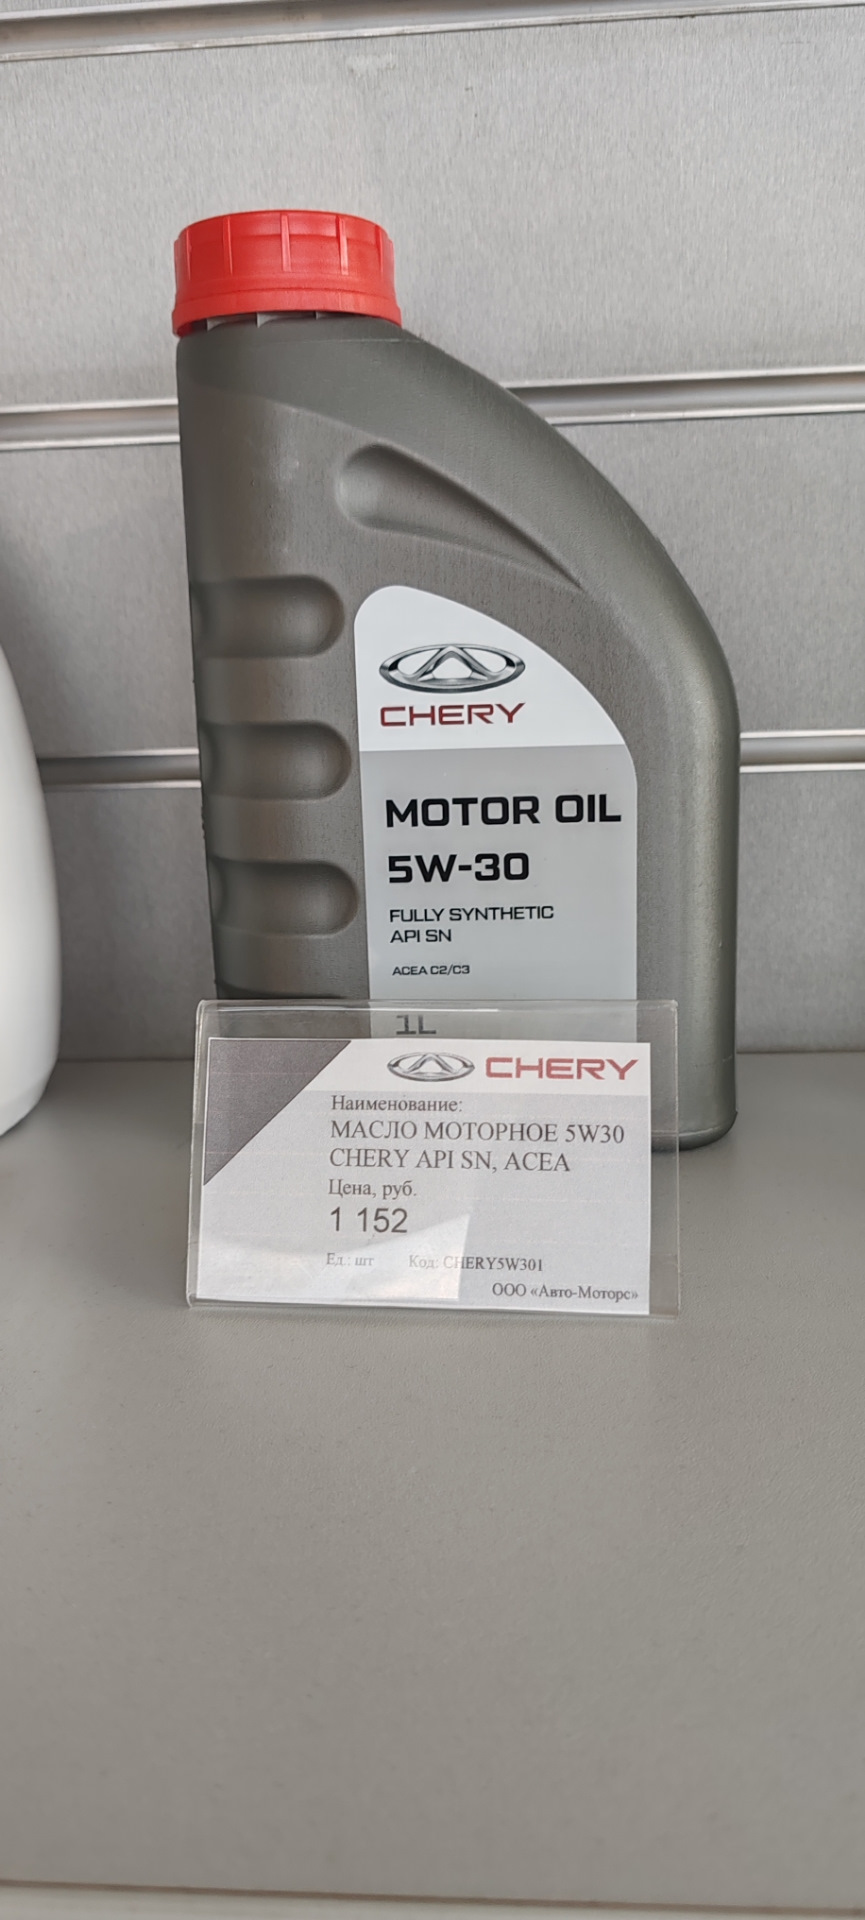 CHERY
MOTOR OIL
5W-30
FULLY SYNTHETIC
API SN
ACEA C2/C3
1L
CHERY
Наименование:
МАСЛО МОТОРНОЕ 5W30
CHERY API SN, ACEA
Цена, руб.
1 152
Ед.: шт Код: CHERY5W301
ООО «Авто-Моторс»